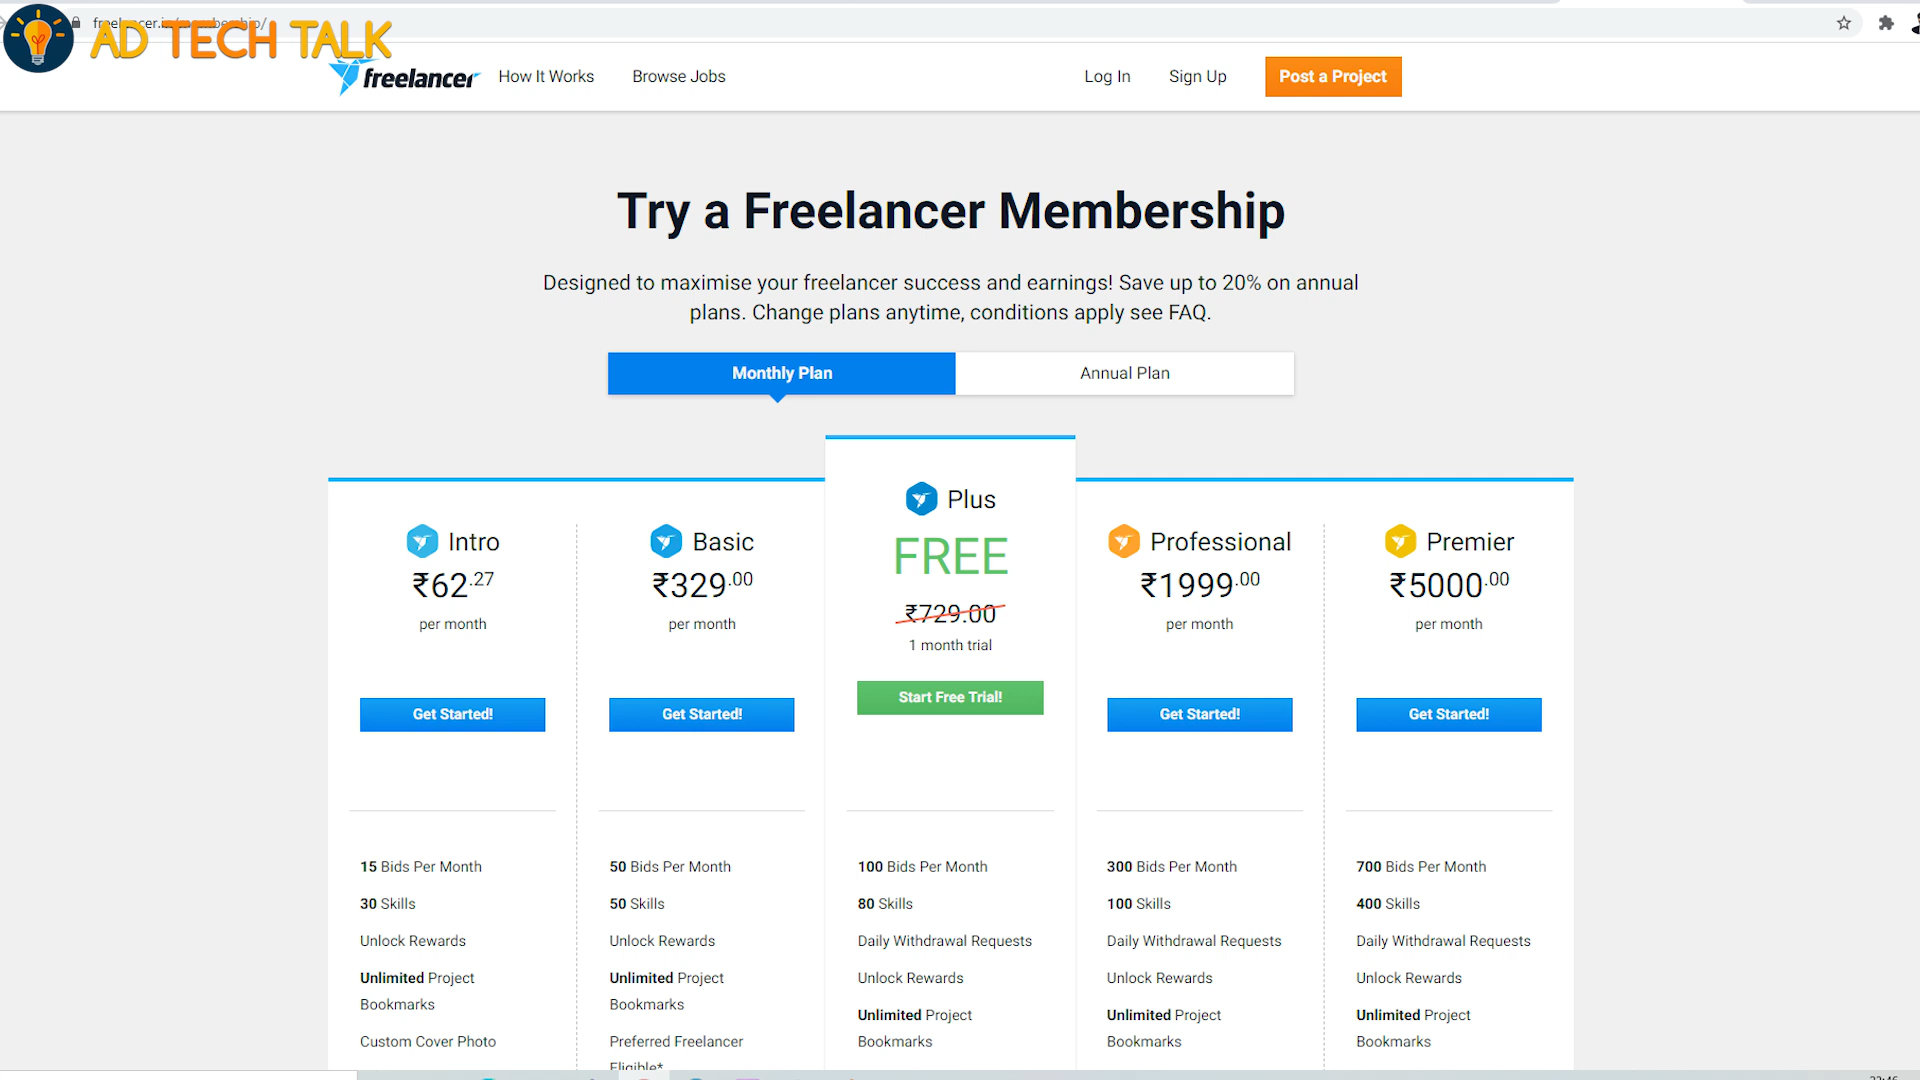 AD TECH TALK
freelancer
How It Works
Browse Jobs
Log In
Sign Up
Post a Project
Try a Freelancer Membership
Designed to maximise your freelancer success and earnings! Save up to 20% on annual
plans. Change plans anytime, conditions apply see FAQ.
Monthly Plan
Annual Plan
Intro
₹62.27
per month
Get Started!
15 Bids Per Month
30 Skills
Unlock Rewards
Unlimited Project
Bookmarks
Custom Cover Photo
Basic
₹329.00
per month
Get Started!
50 Bids Per Month
50 Skills
Unlock Rewards
Unlimited Project
Bookmarks
Preferred Freelancer
Eligible*
Plus
FREE
₹729.00
1 month trial
Start Free Trial!
100 Bids Per Month
80 Skills
Daily Withdrawal Requests
Unlock Rewards
Unlimited Project
Bookmarks
Professional
₹1999.00
per month
Get Started!
300 Bids Per Month
100 Skills
Daily Withdrawal Requests
Unlock Rewards
Unlimited Project
Bookmarks
Premier
₹5000.00
per month
Get Started!
700 Bids Per Month
400 Skills
Daily Withdrawal Requests
Unlock Rewards
Unlimited Project
Bookmarks